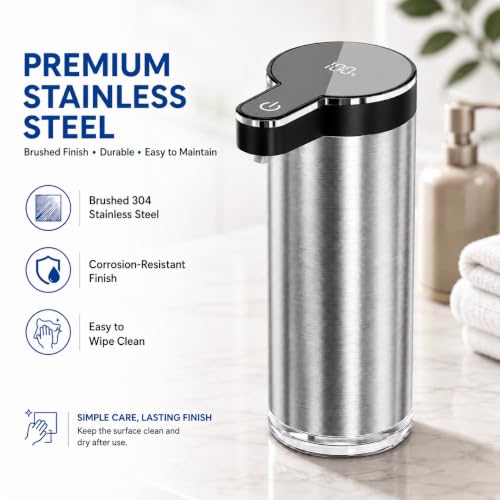 PREMIUM
STAINLESS
STEEL
Brushed Finish • Durable • Easy to Maintain
100%
Brushed 304
Stainless Steel
Corrosion-Resistant
Finish
Easy to
Wipe Clean
SIMPLE CARE, LASTING FINISH
Keep the surface clean and
dry after use.